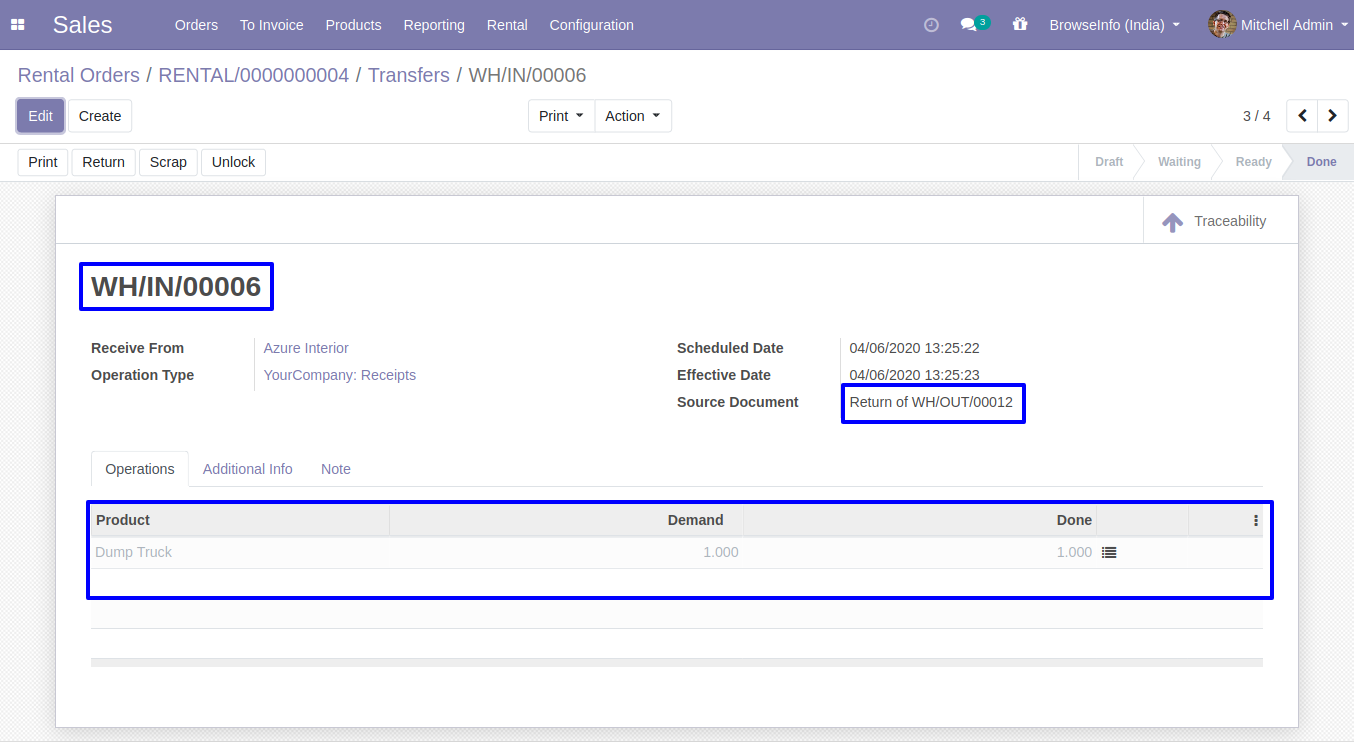 Sales Orders To Invoice Products Reporting Rental Configuration 3 BrowseInfo (India) Mitchell Admin
Rental Orders / RENTAL/0000000004 / Transfers / WH/IN/00006
Edit Create Print Action 3 / 4
Print Return Scrap Unlock Draft Waiting Ready Done
Traceability
WH/IN/00006
Receive From Azure Interior Scheduled Date 04/06/2020 13:25:22
Operation Type YourCompany: Receipts Effective Date 04/06/2020 13:25:23
Source Document Return of WH/OUT/00012
Operations Additional Info Note
Product Demand Done
Dump Truck 1.000 1.000